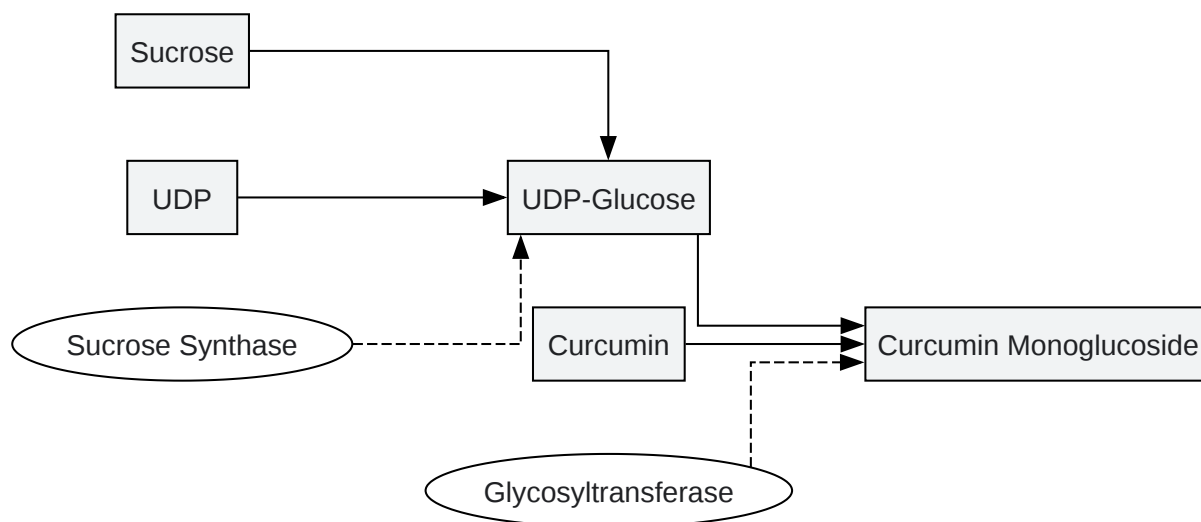 Sucrose
UDP
UDP-Glucose
Sucrose Synthase
Curcumin
Curcumin Monoglucoside
Glycosyltransferase